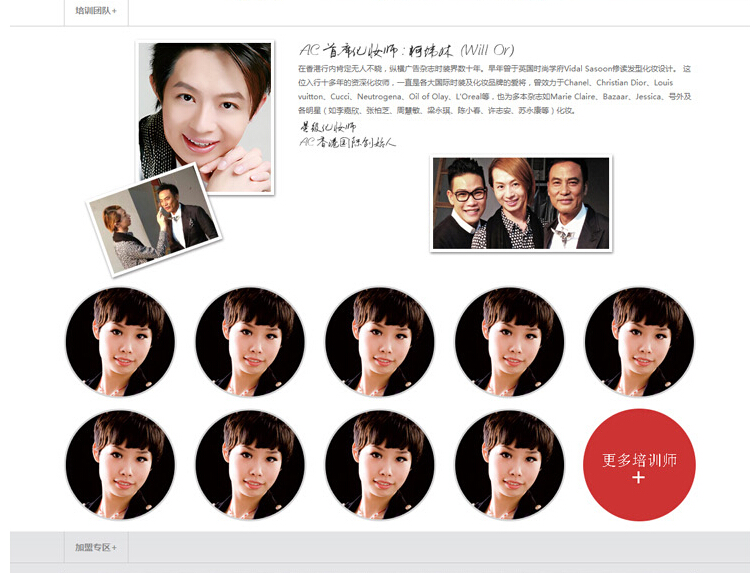 培训团队+
AC 首席化妆师：柯伟林 (Will Or)
在香港行内肯定无人不晓，纵横广告杂志时装界数十年。早年曾于英国时尚学府Vidal Sasoon修读发型化妆设计。 这
位入行十多年的资深化妆师，一直是各大国际时装及化妆品牌的爱将，曾效力于Chanel、Christian Dior、Louis
vuitton、Cucci、Neutrogena、Oil of Olay、L'Oreal等，也为多本杂志如Marie Claire、Bazaar、Jessica、号外及
各明星（如李嘉欣、张柏芝、周慧敏、梁永琪、陈小春、许志安、苏永康等）化妆。
星级化妆师
AC香港国际创始人
更多培训师
+
加盟专区+